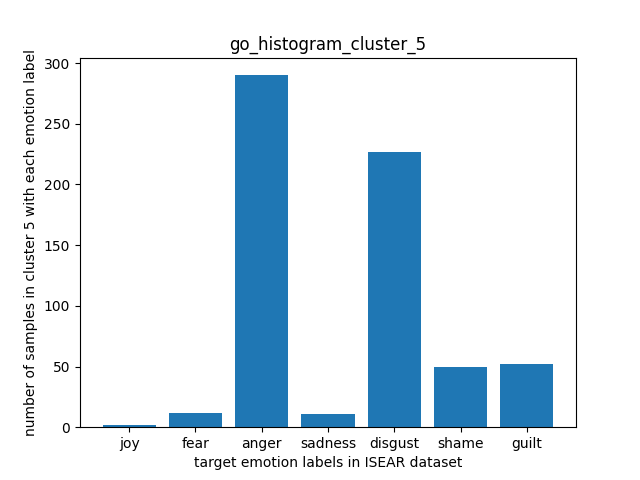 go_histogram_cluster_5
number of samples in cluster 5 with each emotion label
300
250
200
150
100
50
0
joy fear anger sadness disgust shame guilt
target emotion labels in ISEAR dataset